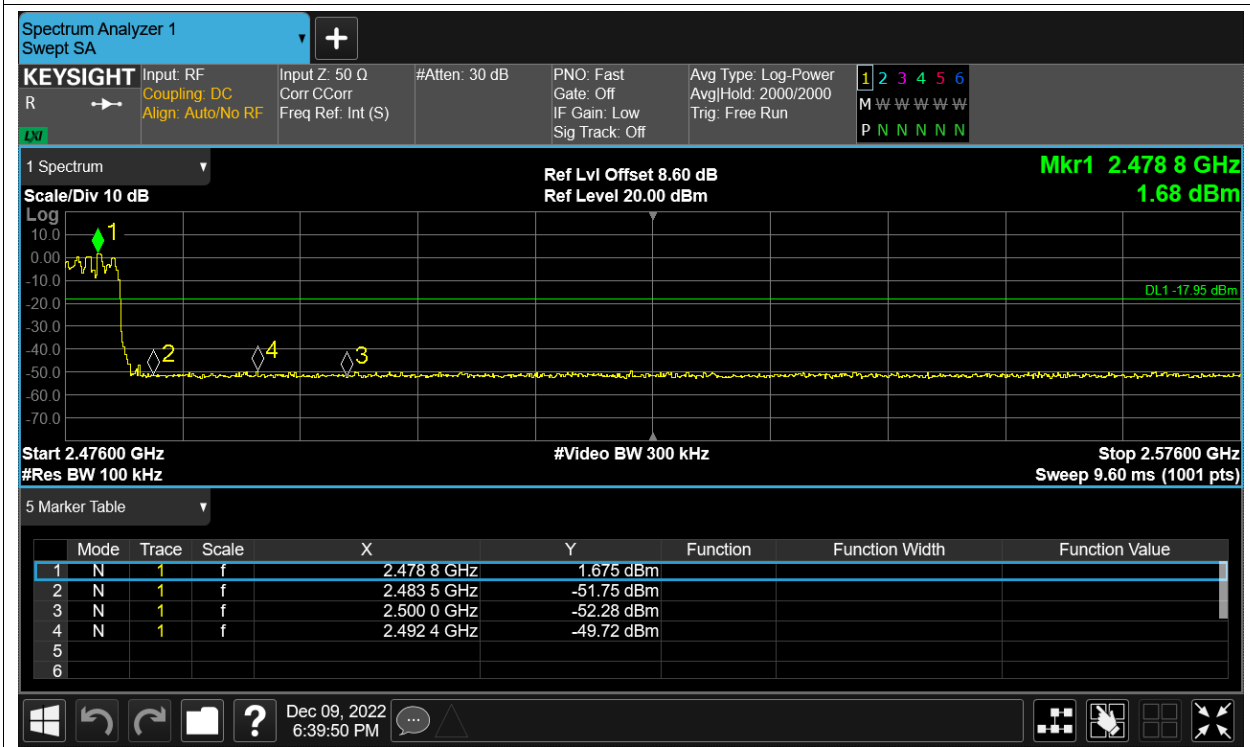 Spectrum Analyzer 1
Swept SA
KEYSIGHT Input: RF Input Z: 50 Ω #Atten: 30 dB PNO: Fast Avg Type: Log-Power 1 2 3 4 5 6
R Coupling: DC Corr CCorr Gate: Off Avg|Hold: 2000/2000 M W W W W W
Align: Auto/No RF Freq Ref: Int (S) IF Gain: Low Trig: Free Run
LXI Sig Track: Off P N N N N N
1 Spectrum Ref Lvl Offset 8.60 dB Mkr1 2.478 8 GHz
Scale/Div 10 dB Ref Level 20.00 dBm 1.68 dBm
Log
10.0 1
0.00
-10.0
DL1 -17.95 dBm
-20.0
-30.0
-40.0 2 4 3
-50.0
-60.0
-70.0
Start 2.47600 GHz #Video BW 300 kHz Stop 2.57600 GHz
#Res BW 100 kHz Sweep 9.60 ms (1001 pts)
5 Marker Table
Mode Trace Scale X Y Function Function Width Function Value
1 N 1 f 2.478 8 GHz 1.675 dBm
2 N 1 f 2.483 5 GHz -51.75 dBm
3 N 1 f 2.500 0 GHz -52.28 dBm
4 N 1 f 2.492 4 GHz -49.72 dBm
5
6
? Dec 09, 2022
6:39:50 PM